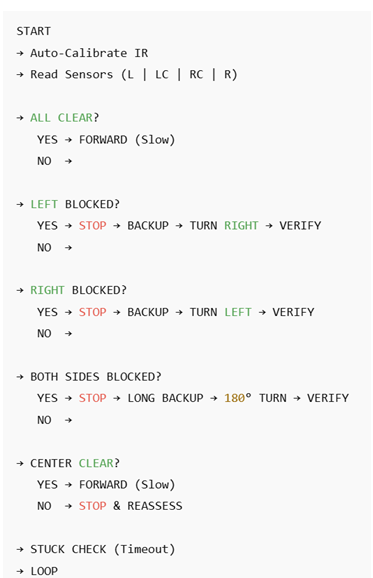 START
→ Auto-Calibrate IR
→ Read Sensors (L | LC | RC | R)
→ ALL CLEAR?
YES → FORWARD (Slow)
NO →
→ LEFT BLOCKED?
YES → STOP → BACKUP → TURN RIGHT → VERIFY
NO →
→ RIGHT BLOCKED?
YES → STOP → BACKUP → TURN LEFT → VERIFY
NO →
→ BOTH SIDES BLOCKED?
YES → STOP → LONG BACKUP → 180° TURN → VERIFY
NO →
→ CENTER CLEAR?
YES → FORWARD (Slow)
NO → STOP & REASSESS
→ STUCK CHECK (Timeout)
→ LOOP